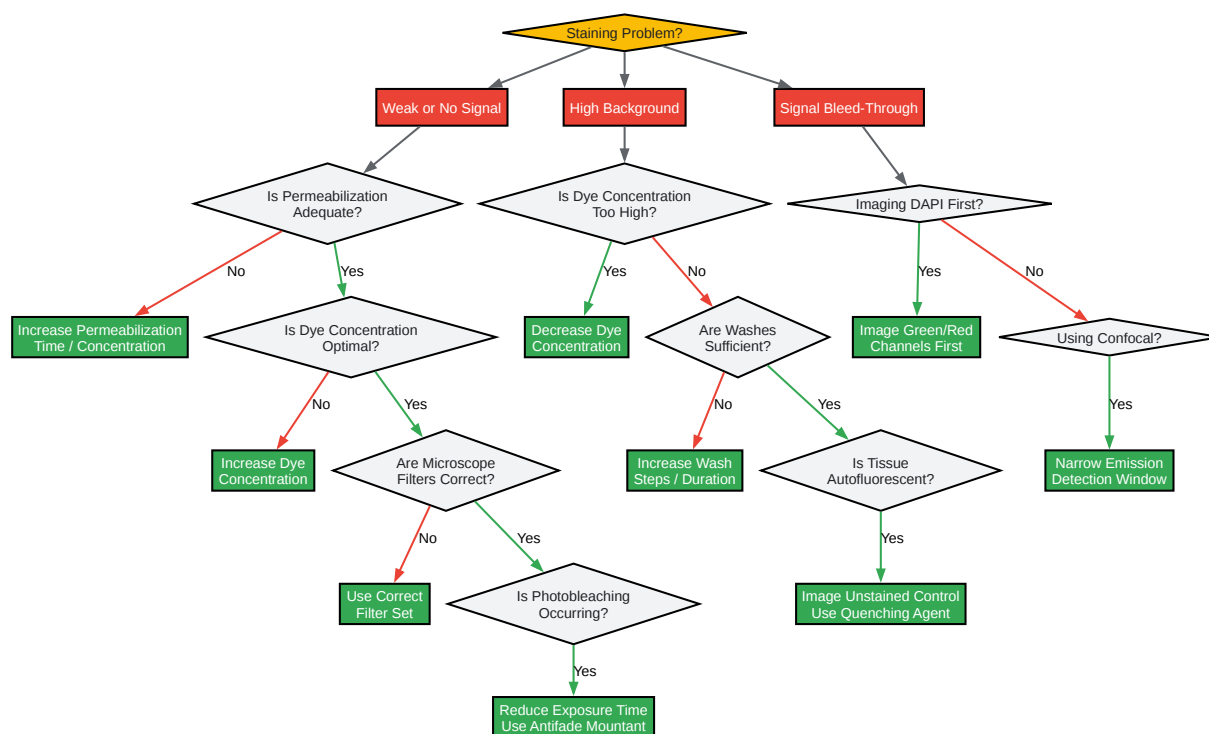 Staining Problem?
Weak or No Signal
High Background
Signal Bleed-Through
Is Permeabilization
Adequate?
Is Dye Concentration
Too High?
Imaging DAPI First?
No
Yes
Yes
No
Yes
No
Increase Permeabilization
Time / Concentration
Is Dye Concentration
Optimal?
Decrease Dye
Concentration
Are Washes
Sufficient?
Image Green/Red
Channels First
Using Confocal?
No
Yes
No
Yes
Yes
Increase Dye
Concentration
Are Microscope
Filters Correct?
Increase Wash
Steps / Duration
Is Tissue
Autofluorescent?
Narrow Emission
Detection Window
No
Yes
Yes
Use Correct
Filter Set
Is Photobleaching
Occurring?
Image Unstained Control
Use Quenching Agent
Yes
Reduce Exposure Time
Use Antifade Mountant